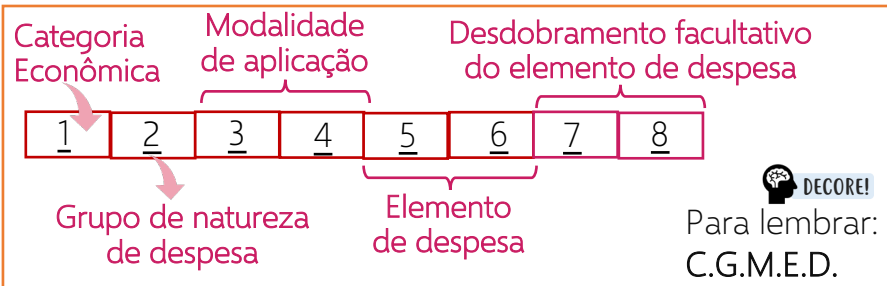 Categoria
Econômica
Modalidade
de aplicação
Desdobramento facultativo
do elemento de despesa
1 2 3 4 5 6 7 8
Grupo de natureza
de despesa
Elemento
de despesa
DECORE!
Para lembrar:
C.G.M.E.D.